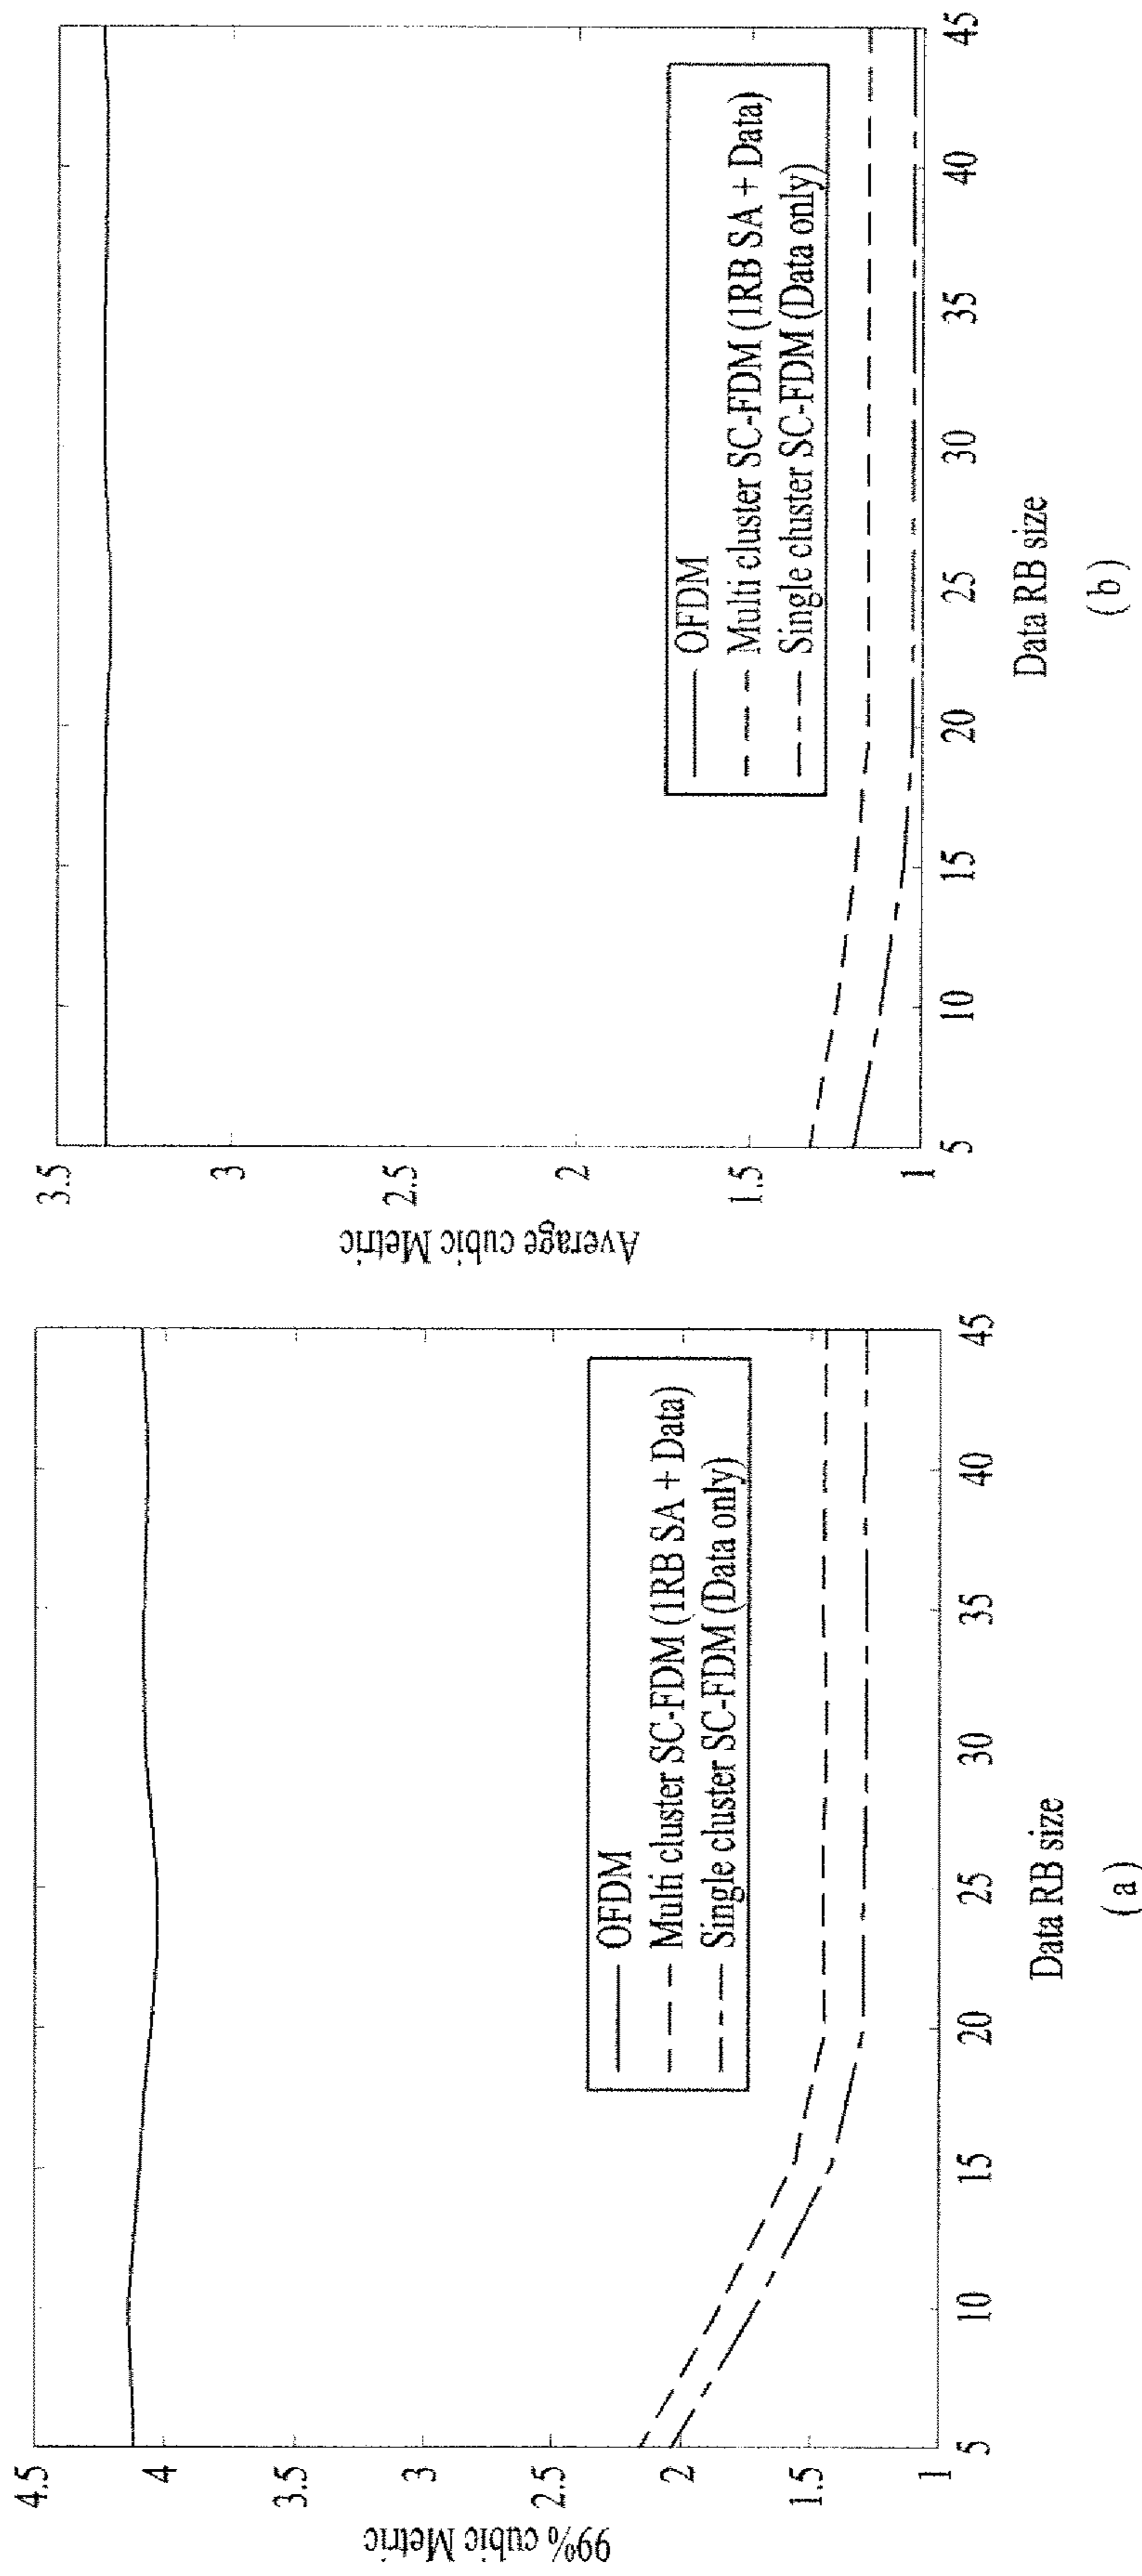 4.5
4
3.5
3
2.5
2
1.5
1
99% cubic Metric
OFDM
Multi cluster SC-FDM (1RB SA + Data)
Single cluster SC-FDM (Data only)
5
10
15
20
25
30
35
40
45
Data RB size
( a )
3.5
3
2.5
2
1.5
1
Average cubic Metric
OFDM
Multi cluster SC-FDM (1RB SA + Data)
Single cluster SC-FDM (Data only)
5
10
15
20
25
30
35
40
45
Data RB size
( b )